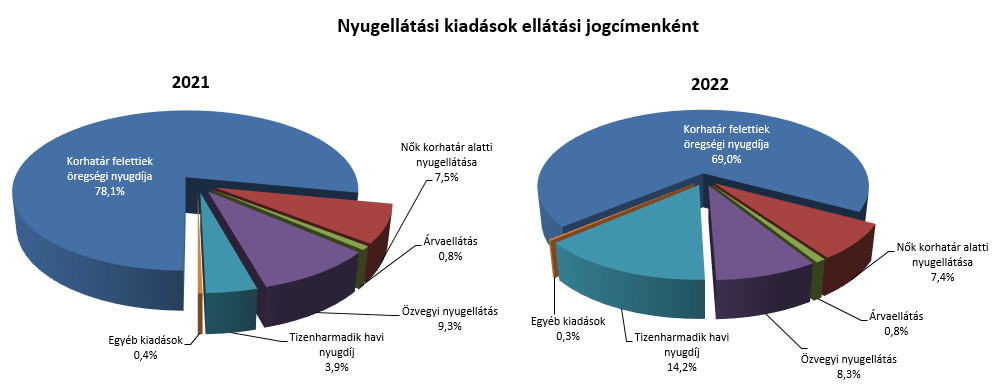 Nyugellátási kiadások ellátási jogcímenként
2021
Korhatár felettiek
öregségi nyugdíja
78,1%
Nők korhatár alatti
nyugellátása
7,5%
Árvaellátás
0,8%
Özvegyi nyugellátás
9,3%
Tizenharmadik havi
nyugdíj
3,9%
Egyéb kiadások
0,4%
2022
Korhatár felettiek
öregségi nyugdíja
69,0%
Nők korhatár alatti
nyugellátása
7,4%
Árvaellátás
0,8%
Özvegyi nyugellátás
8,3%
Tizenharmadik havi
nyugdíj
14,2%
Egyéb kiadások
0,3%